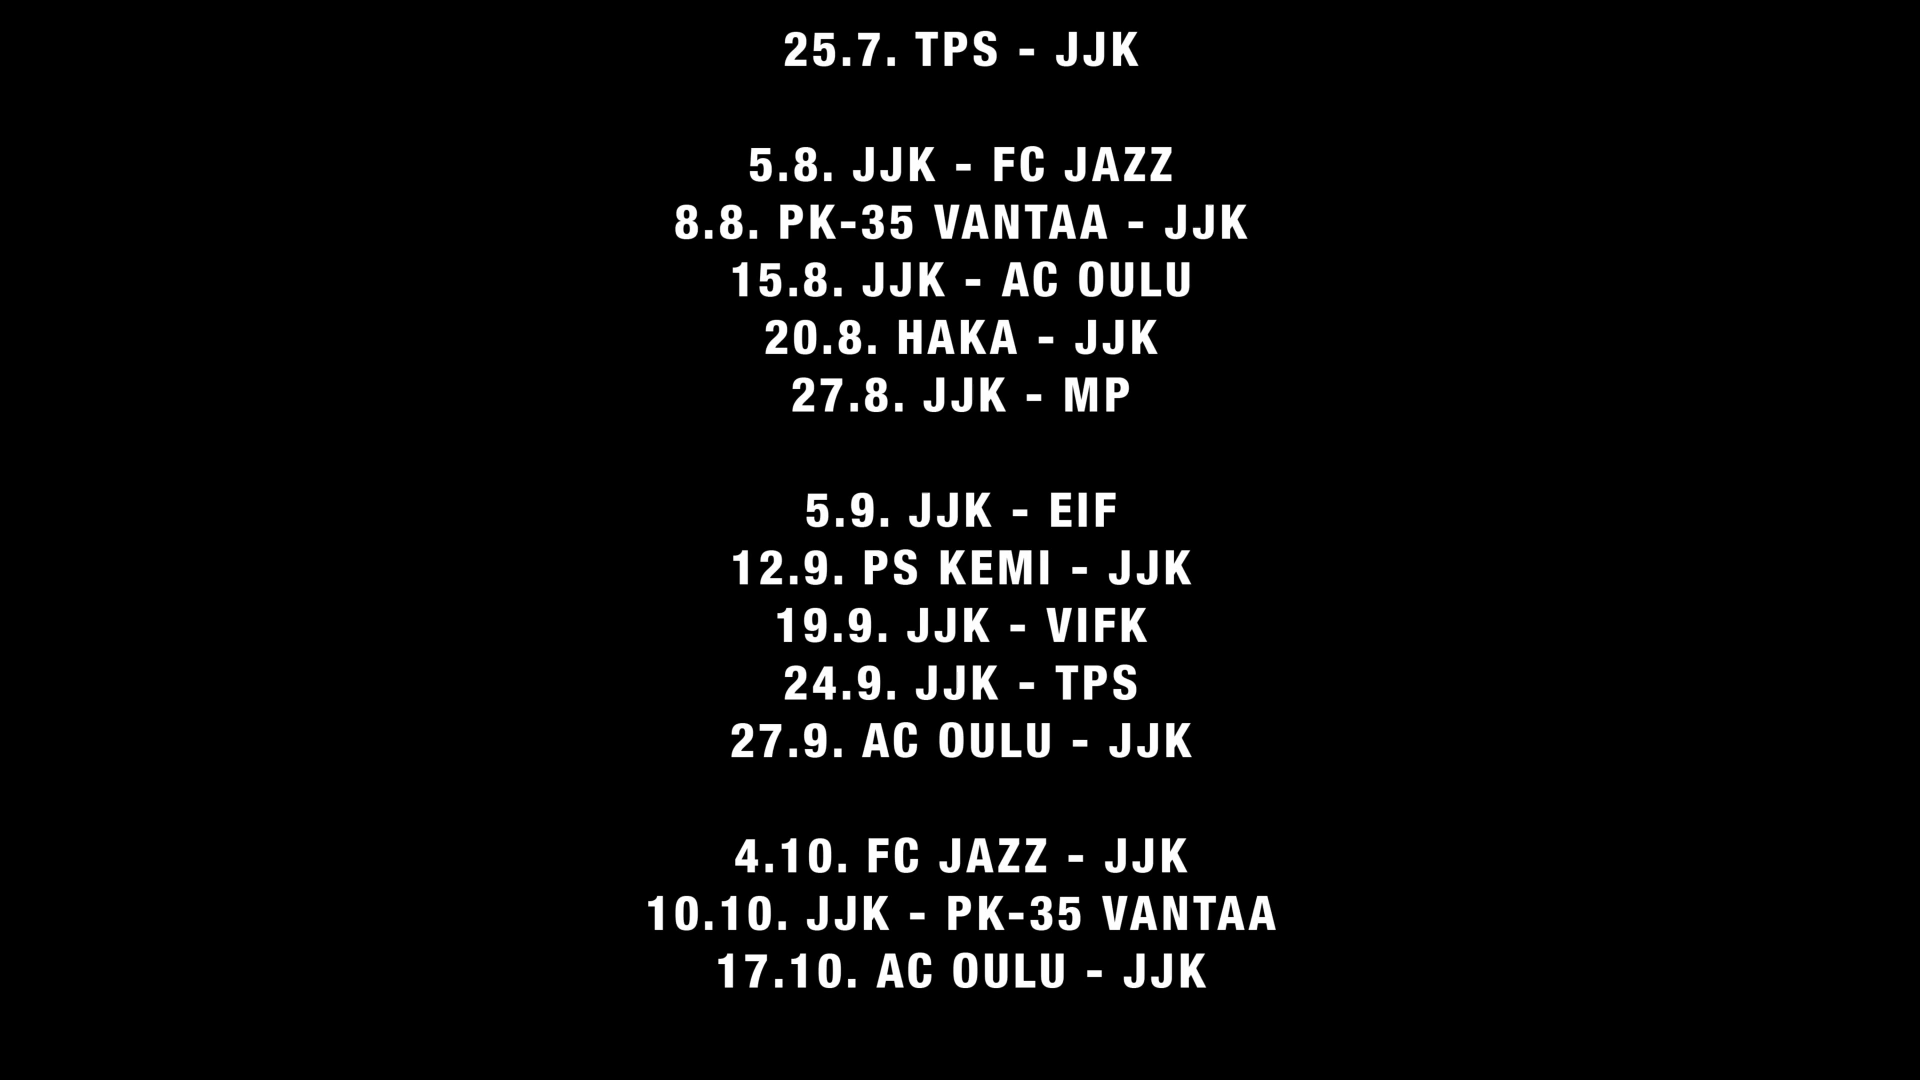 25.7. TPS - JJK
5.8. JJK - FC JAZZ
8.8. PK-35 VANTAA - JJK
15.8. JJK - AC OULU
20.8. HAKA - JJK
27.8. JJK - MP
5.9. JJK - EIF
12.9. PS KEMI - JJK
19.9. JJK - VIFK
24.9. JJK - TPS
27.9. AC OULU - JJK
4.10. FC JAZZ - JJK
10.10. JJK - PK-35 VANTAA
17.10. AC OULU - JJK